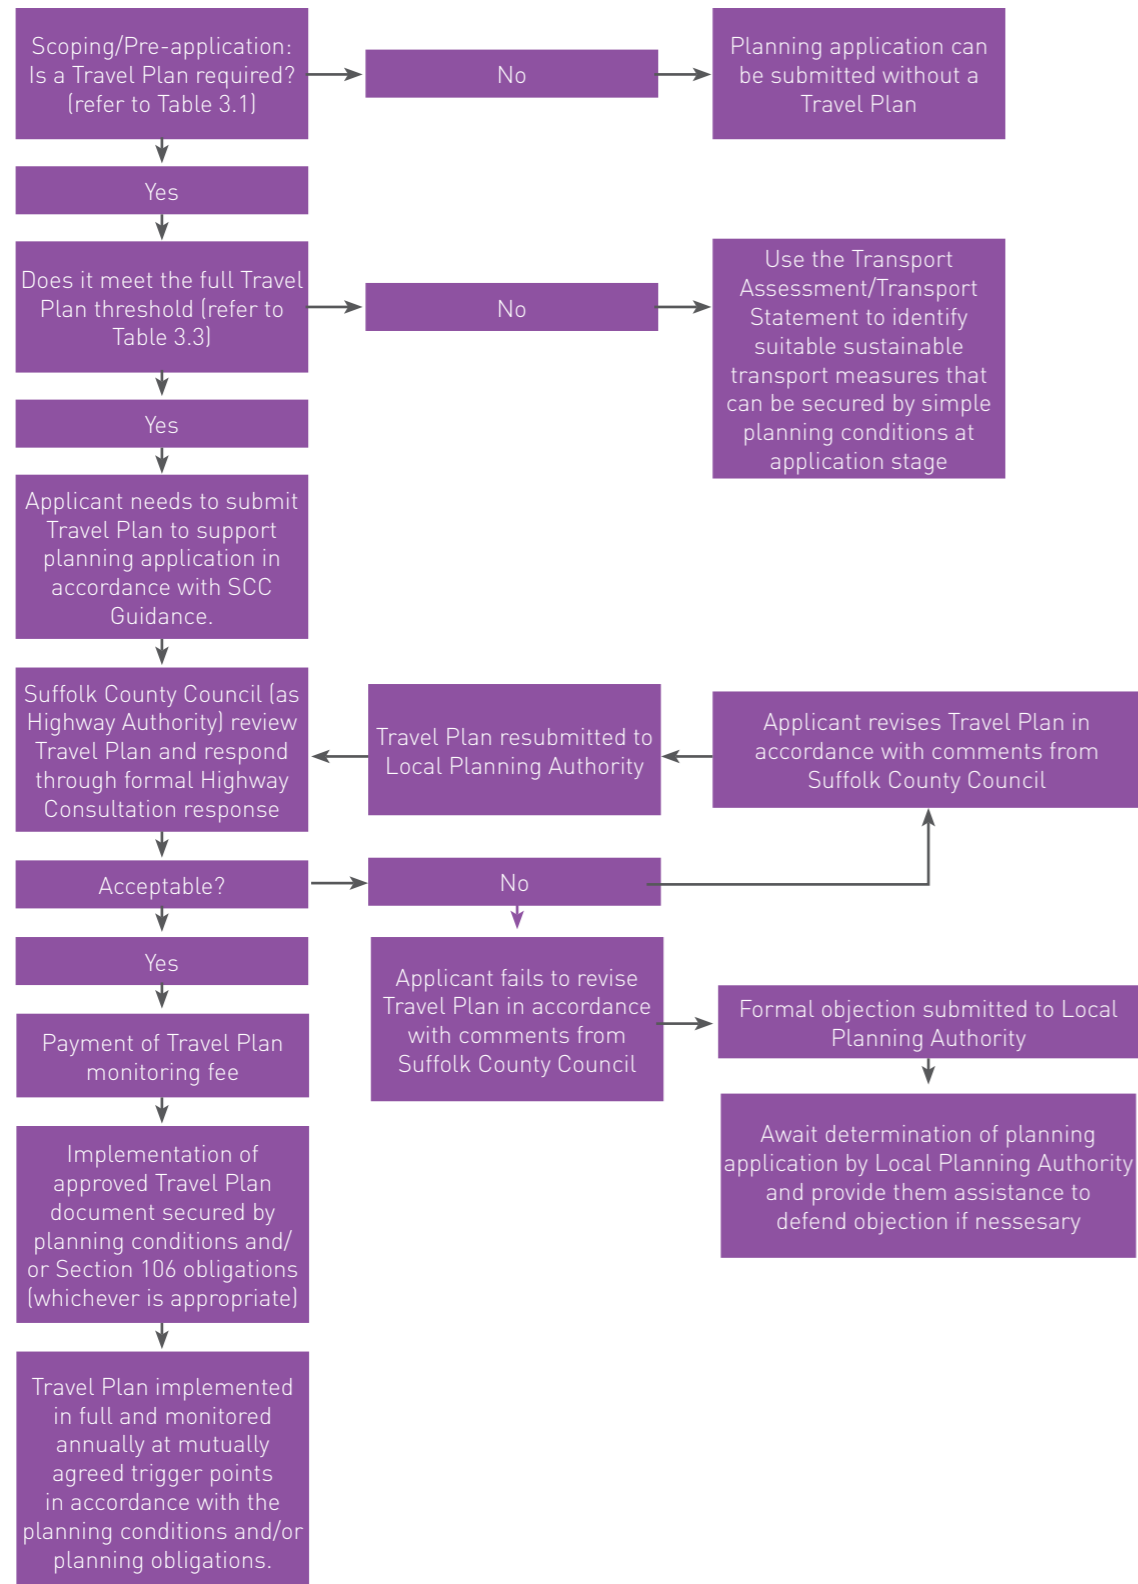 Scoping/Pre-application:
Is a Travel Plan required?
(refer to Table 3.1)
No
Planning application can
be submitted without a
Travel Plan
Yes
Does it meet the full Travel
Plan threshold (refer to
Table 3.3)
No
Use the Transport
Assessment/Transport
Statement to identify
suitable sustainable
transport measures that
can be secured by simple
planning conditions at
application stage
Yes
Applicant needs to submit
Travel Plan to support
planning application in
accordance with SCC
Guidance.
Suffolk County Council (as
Highway Authority) review
Travel Plan and respond
through formal Highway
Consultation response
Travel Plan resubmitted to
Local Planning Authority
Applicant revises Travel Plan in
accordance with comments from
Suffolk County Council
Acceptable?
No
Yes
Applicant fails to revise
Travel Plan in accordance
with comments from
Suffolk County Council
Formal objection submitted to Local
Planning Authority
Payment of Travel Plan
monitoring fee
Await determination of planning
application by Local Planning Authority
and provide them assistance to
defend objection if nessesary
Implementation of
approved Travel Plan
document secured by
planning conditions and/
or Section 106 obligations
(whichever is appropriate)
Travel Plan implemented
in full and monitored
annually at mutually
agreed trigger points
in accordance with the
planning conditions and/or
planning obligations.